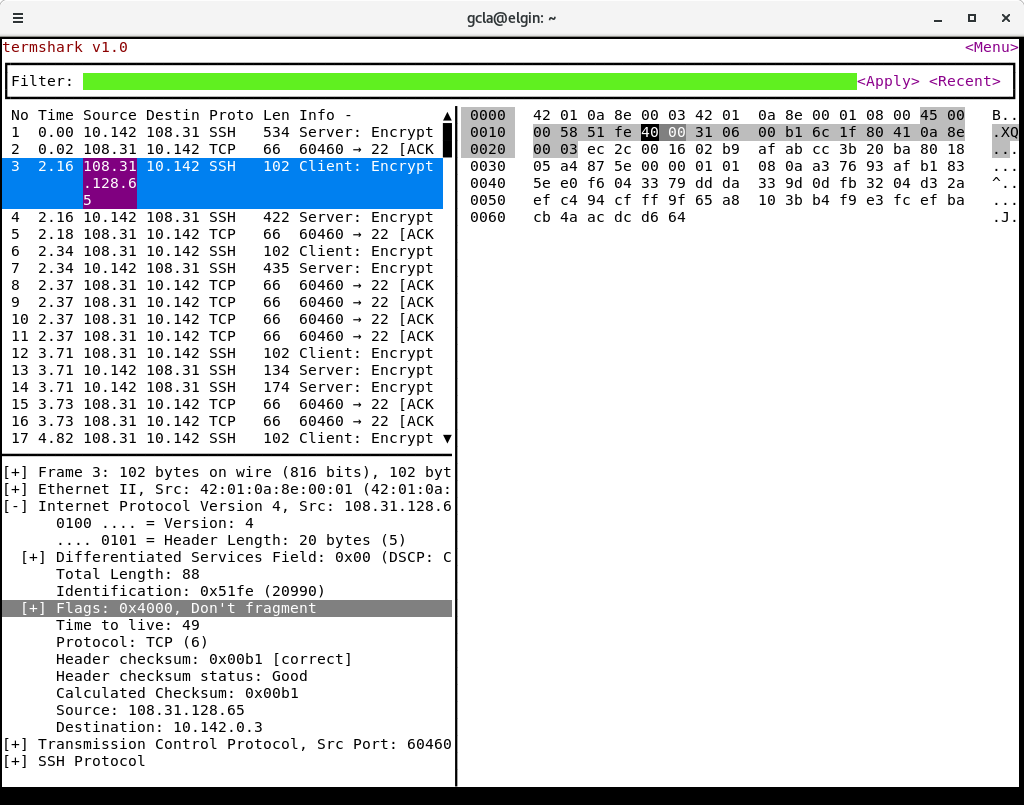 gcla@elgin: ~
termshark v1.0 <Menu>
Filter: <Apply> <Recent>
No Time Source Destin Proto Len Info -
1 0.00 10.142 108.31 SSH 534 Server: Encrypt
2 0.02 10.142 108.31 TCP 66 60460 → 22 [ACK
3 2.16 108.31 10.142 SSH 102 Client: Encrypt
.128.6
5
4 2.16 10.142 108.31 SSH 422 Server: Encrypt
5 2.18 108.31 10.142 TCP 66 60460 → 22 [ACK
6 2.34 108.31 10.142 SSH 102 Client: Encrypt
7 2.34 10.142 108.31 SSH 435 Server: Encrypt
8 2.37 108.31 10.142 TCP 66 60460 → 22 [ACK
9 2.37 108.31 10.142 TCP 66 60460 → 22 [ACK
10 2.37 108.31 10.142 TCP 66 60460 → 22 [ACK
11 2.37 108.31 10.142 TCP 66 60460 → 22 [ACK
12 3.71 108.31 10.142 SSH 102 Client: Encrypt
13 3.71 10.142 108.31 SSH 134 Server: Encrypt
14 3.71 10.142 108.31 SSH 174 Server: Encrypt
15 3.73 108.31 10.142 TCP 66 60460 → 22 [ACK
16 3.73 108.31 10.142 TCP 66 60460 → 22 [ACK
17 4.82 108.31 10.142 SSH 102 Client: Encrypt
[+] Frame 3: 102 bytes on wire (816 bits), 102 byt
[+] Ethernet II, Src: 42:01:0a:8e:00:01 (42:01:0a:
[-] Internet Protocol Version 4, Src: 108.31.128.6
0100 .... = Version: 4
.... 0101 = Header Length: 20 bytes (5)
[+] Differentiated Services Field: 0x00 (DSCP: C
Total Length: 88
Identification: 0x51fe (20990)
[+] Flags: 0x4000, Don't fragment
Time to live: 49
Protocol: TCP (6)
Header checksum: 0x00b1 [correct]
Header checksum status: Good
Calculated Checksum: 0x00b1
Source: 108.31.128.65
Destination: 10.142.0.3
[+] Transmission Control Protocol, Src Port: 60460
[+] SSH Protocol
0000 42 01 0a 8e 00 03 42 01 0a 8e 00 01 08 00 45 00 B..
0010 00 58 51 fe 40 00 31 06 00 b1 6c 1f 80 41 0a 8e .XQ
0020 00 03 ec 2c 00 16 02 b9 af ab cc 3b 20 ba 80 18 ...
0030 05 a4 87 5e 00 00 01 01 08 0a a3 76 93 af b1 83 ...
0040 5e e0 f6 04 33 79 dd da 33 9d 0d fb 32 04 d3 2a ^..
0050 ef c4 94 cf ff 9f 65 a8 10 3b b4 f9 e3 fc ef ba ...
0060 cb 4a ac dc d6 64 .J.